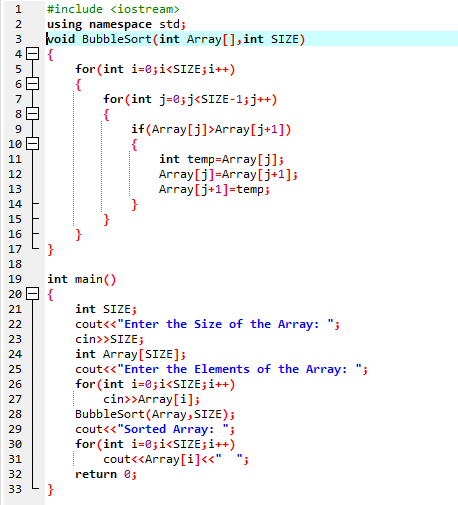 1 #include <iostream>
2 using namespace std;
3 void BubbleSort(int Array[],int SIZE)
4 {
5 for(int i=0;i<SIZE;i++)
6 {
7 for(int j=0;j<SIZE-1;j++)
8 {
9 if(Array[j]>Array[j+1])
10 {
11 int temp=Array[j];
12 Array[j]=Array[j+1];
13 Array[j+1]=temp;
14 }
15 }
16 }
17 }
18
19 int main()
20 {
21 int SIZE;
22 cout<<"Enter the Size of the Array: ";
23 cin>>SIZE;
24 int Array[SIZE];
25 cout<<"Enter the Elements of the Array: ";
26 for(int i=0;i<SIZE;i++)
27 cin>>Array[i];
28 BubbleSort(Array,SIZE);
29 cout<<"Sorted Array: ";
30 for(int i=0;i<SIZE;i++)
31 cout<<Array[i]<<"  ";
32 return 0;
33 }